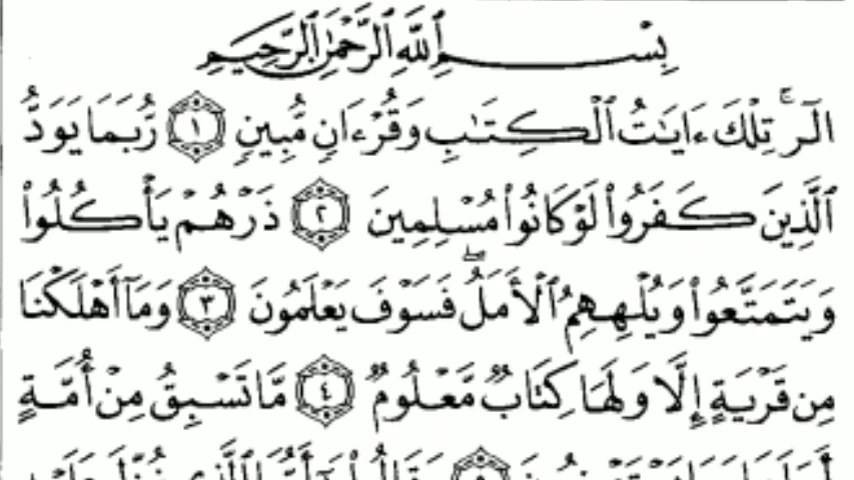 بِسْمِ ٱللَّهِ ٱلرَّحْمَٰنِ ٱلرَّحِيمِ
الٓر ۚ تِلْكَ ءَايَٰتُ ٱلْكِتَٰبِ وَقُرْءَانٍ مُّبِينٍ ١ رُّبَمَا يَوَدُّ
ٱلَّذِينَ كَفَرُوا۟ لَوْ كَانُوا۟ مُسْلِمِينَ ٢ ذَرْهُمْ يَأْكُلُوا۟
وَيَتَمَتَّعُوا۟ وَيُلْهِهِمُ ٱلْأَمَلُ ۖ فَسَوْفَ يَعْلَمُونَ ٣ وَمَآ أَهْلَكْنَا
مِن قَرْيَةٍ إِلَّا وَلَهَا كِتَابٌ مَّعْلُومٌ ٤ مَّا تَسْبِقُ مِنْ أُمَّةٍ